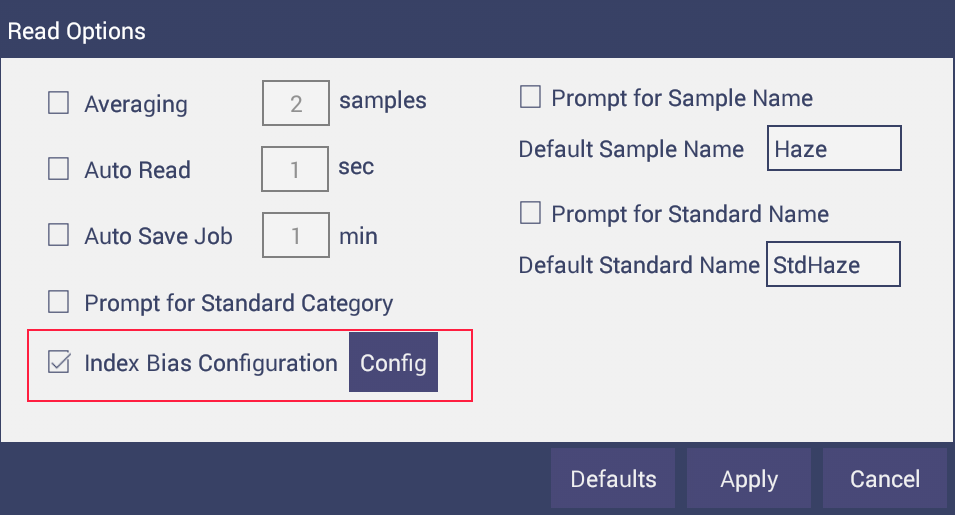 Read Options
Averaging 2 samples
Auto Read 1 sec
Auto Save Job 1 min
Prompt for Standard Category
Index Bias Configuration Config
Prompt for Sample Name
Default Sample Name Haze
Prompt for Standard Name
Default Standard Name StdHaze
Defaults Apply Cancel